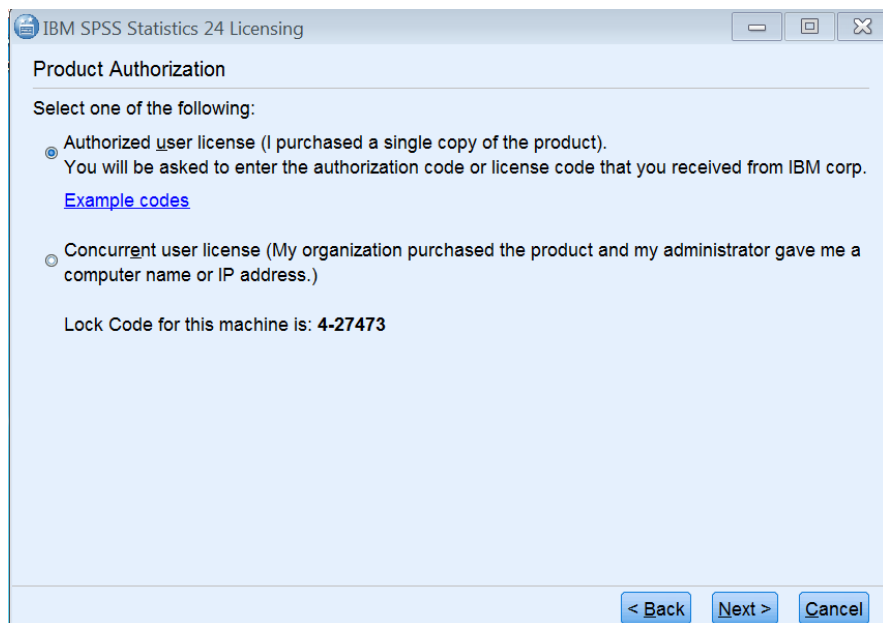 IBM SPSS Statistics 24 Licensing
Product Authorization
Select one of the following:
Authorized user license (I purchased a single copy of the product).
You will be asked to enter the authorization code or license code that you received from IBM corp.
Example codes
Concurrent user license (My organization purchased the product and my administrator gave me a
computer name or IP address.)
Lock Code for this machine is: 4-27473
< Back Next > Cancel